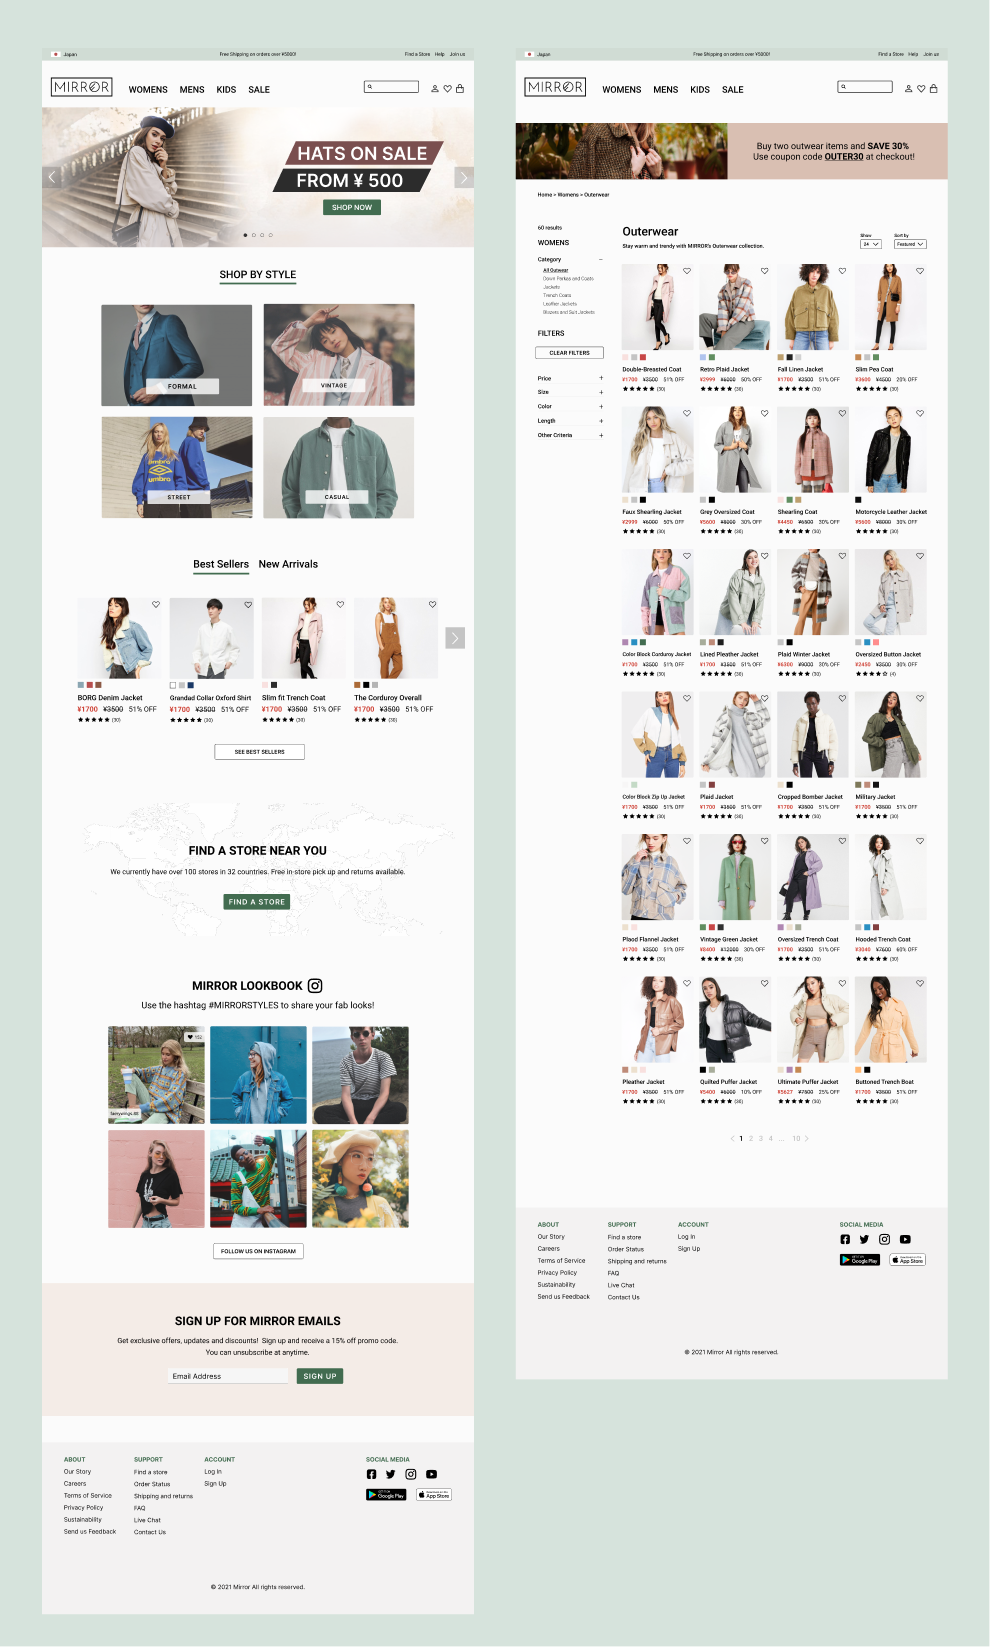 Japan
Free Shipping on orders over ¥5000!
Find a Store Help Join us
MIRROR
WOMENS MENS KIDS SALE
HATS ON SALE
FROM ¥ 500
SHOP NOW
SHOP BY STYLE
FORMAL
VINTAGE
umbro
umbro
STREET
CASUAL
Best Sellers New Arrivals
BORG Denim Jacket
¥1700 ¥3500 51% OFF
(30)
Grandad Collar Oxford Shirt
¥1700 ¥3500 51% OFF
(30)
Slim fit Trench Coat
¥1700 ¥3500 51% OFF
(30)
The Corduroy Overall
¥1700 ¥3500 51% OFF
(30)
SEE BEST SELLERS
FIND A STORE NEAR YOU
We currently have over 100 stores in 32 countries. Free in-store pick up and returns available.
FIND A STORE
MIRROR LOOKBOOK
Use the hashtag #MIRRORSTYLES to share your fab looks!
152
FOLLOW US ON INSTAGRAM
SIGN UP FOR MIRROR EMAILS
Get exclusive offers, updates and discounts! Sign up and receive a 15% off promo code.
You can unsubscribe at anytime.
Email Address
SIGN UP
ABOUT
Our Story
Careers
Terms of Service
Privacy Policy
Sustainability
Send us Feedback
SUPPORT
Find a store
Order Status
Shipping and returns
FAQ
Live Chat
Contact Us
ACCOUNT
Log In
Sign Up
SOCIAL MEDIA
GET IT ON
Google Play
App Store
© 2021 Mirror All rights reserved.
Japan
Free Shipping on orders over ¥5000!
Find a Store Help Join us
MIRROR
WOMENS MENS KIDS SALE
Buy two outwear items and SAVE 30%
Use coupon code OUTER30 at checkout!
Home > Womens > Outerwear
60 results
WOMENS
Category
All Outwear
Down Parkas and Coats
Jackets
Trench Coats
Leather Jackets
Blazers and Suit Jackets
FILTERS
CLEAR FILTERS
Price +
Size +
Color +
Length +
Other Criteria +
Outerwear
Stay warm and trendy with MIRROR's Outerwear collection.
Show
24
Sort by
Featured
Double-Breasted Coat
¥1700 ¥3500 51% OFF
(30)
Retro Plaid Jacket
¥2999 ¥6000 50% OFF
(30)
Fall Linen Jacket
¥1700 ¥3500 51% OFF
(30)
Slim Pea Coat
¥3600 ¥4500 20% OFF
(30)
Faux Shearling Jacket
¥2999 ¥6000 50% OFF
(30)
Grey Oversized Coat
¥5600 ¥8000 30% OFF
(30)
Shearling Coat
¥4450 ¥6500 30% OFF
(30)
Motorcycle Leather Jacket
¥5600 ¥8000 30% OFF
(30)
Color Block Corduroy Jacket
¥1700 ¥3500 51% OFF
(30)
Lined Pleather Jacket
¥1700 ¥3500 51% OFF
(30)
Plaid Winter Jacket
¥6300 ¥9000 30% OFF
(30)
Oversized Button Jacket
¥2450 ¥3500 30% OFF
(4)
Color Block Zip Up Jacket
¥1700 ¥3500 51% OFF
(30)
Plaid Jacket
¥1700 ¥3500 51% OFF
(30)
Cropped Bomber Jacket
¥1700 ¥3500 51% OFF
(30)
Military Jacket
¥1700 ¥3500 51% OFF
(30)
Plaod Flannel Jacket
¥1700 ¥3500 51% OFF
(30)
Vintage Green Jacket
¥8400 ¥12000 30% OFF
(30)
Oversized Trench Coat
¥1700 ¥3500 51% OFF
(30)
Hooded Trench Coat
¥3040 ¥7600 60% OFF
(30)
Pleather Jacket
¥1700 ¥3500 51% OFF
(30)
Quilted Puffer Jacket
¥5400 ¥6000 10% OFF
(30)
Ultimate Puffer Jacket
¥5627 ¥7500 25% OFF
(30)
Buttoned Trench Boat
¥1700 ¥3500 51% OFF
(30)
1 2 3 4 ... 10
ABOUT
Our Story
Careers
Terms of Service
Privacy Policy
Sustainability
Send us Feedback
SUPPORT
Find a store
Order Status
Shipping and returns
FAQ
Live Chat
Contact Us
ACCOUNT
Log In
Sign Up
SOCIAL MEDIA
GET IT ON
Google Play
App Store
© 2021 Mirror All rights reserved.